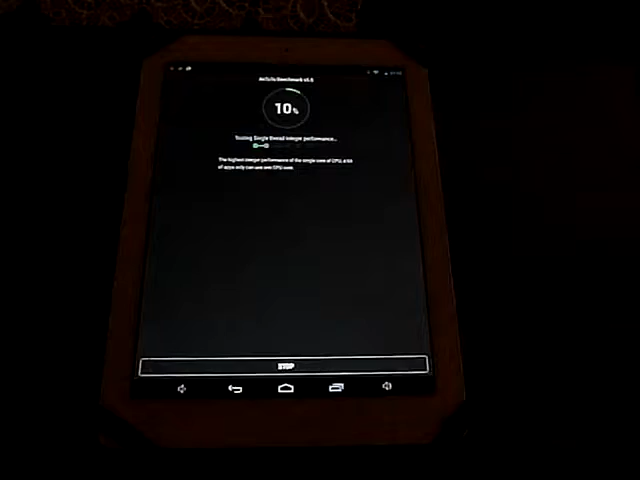 AnTuTu Benchmark v5.6
10%
Testing Single thread integer performance...
The highest integer performance of the single core of CPU, a lot
of apps only can use one CPU core.
STOP